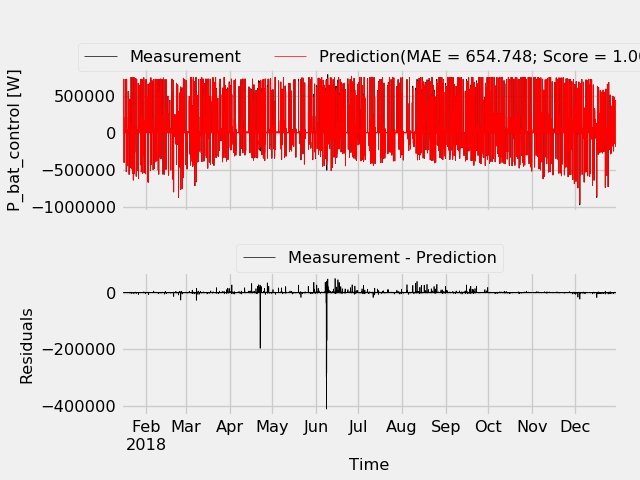 Measurement
Prediction(MAE = 654.748; Score = 1.00
P_bat_control [W]
500000
0
−500000
−1000000
Measurement - Prediction
Residuals
0
−200000
−400000
Feb Mar Apr May Jun Jul Aug Sep Oct Nov Dec
2018
Time